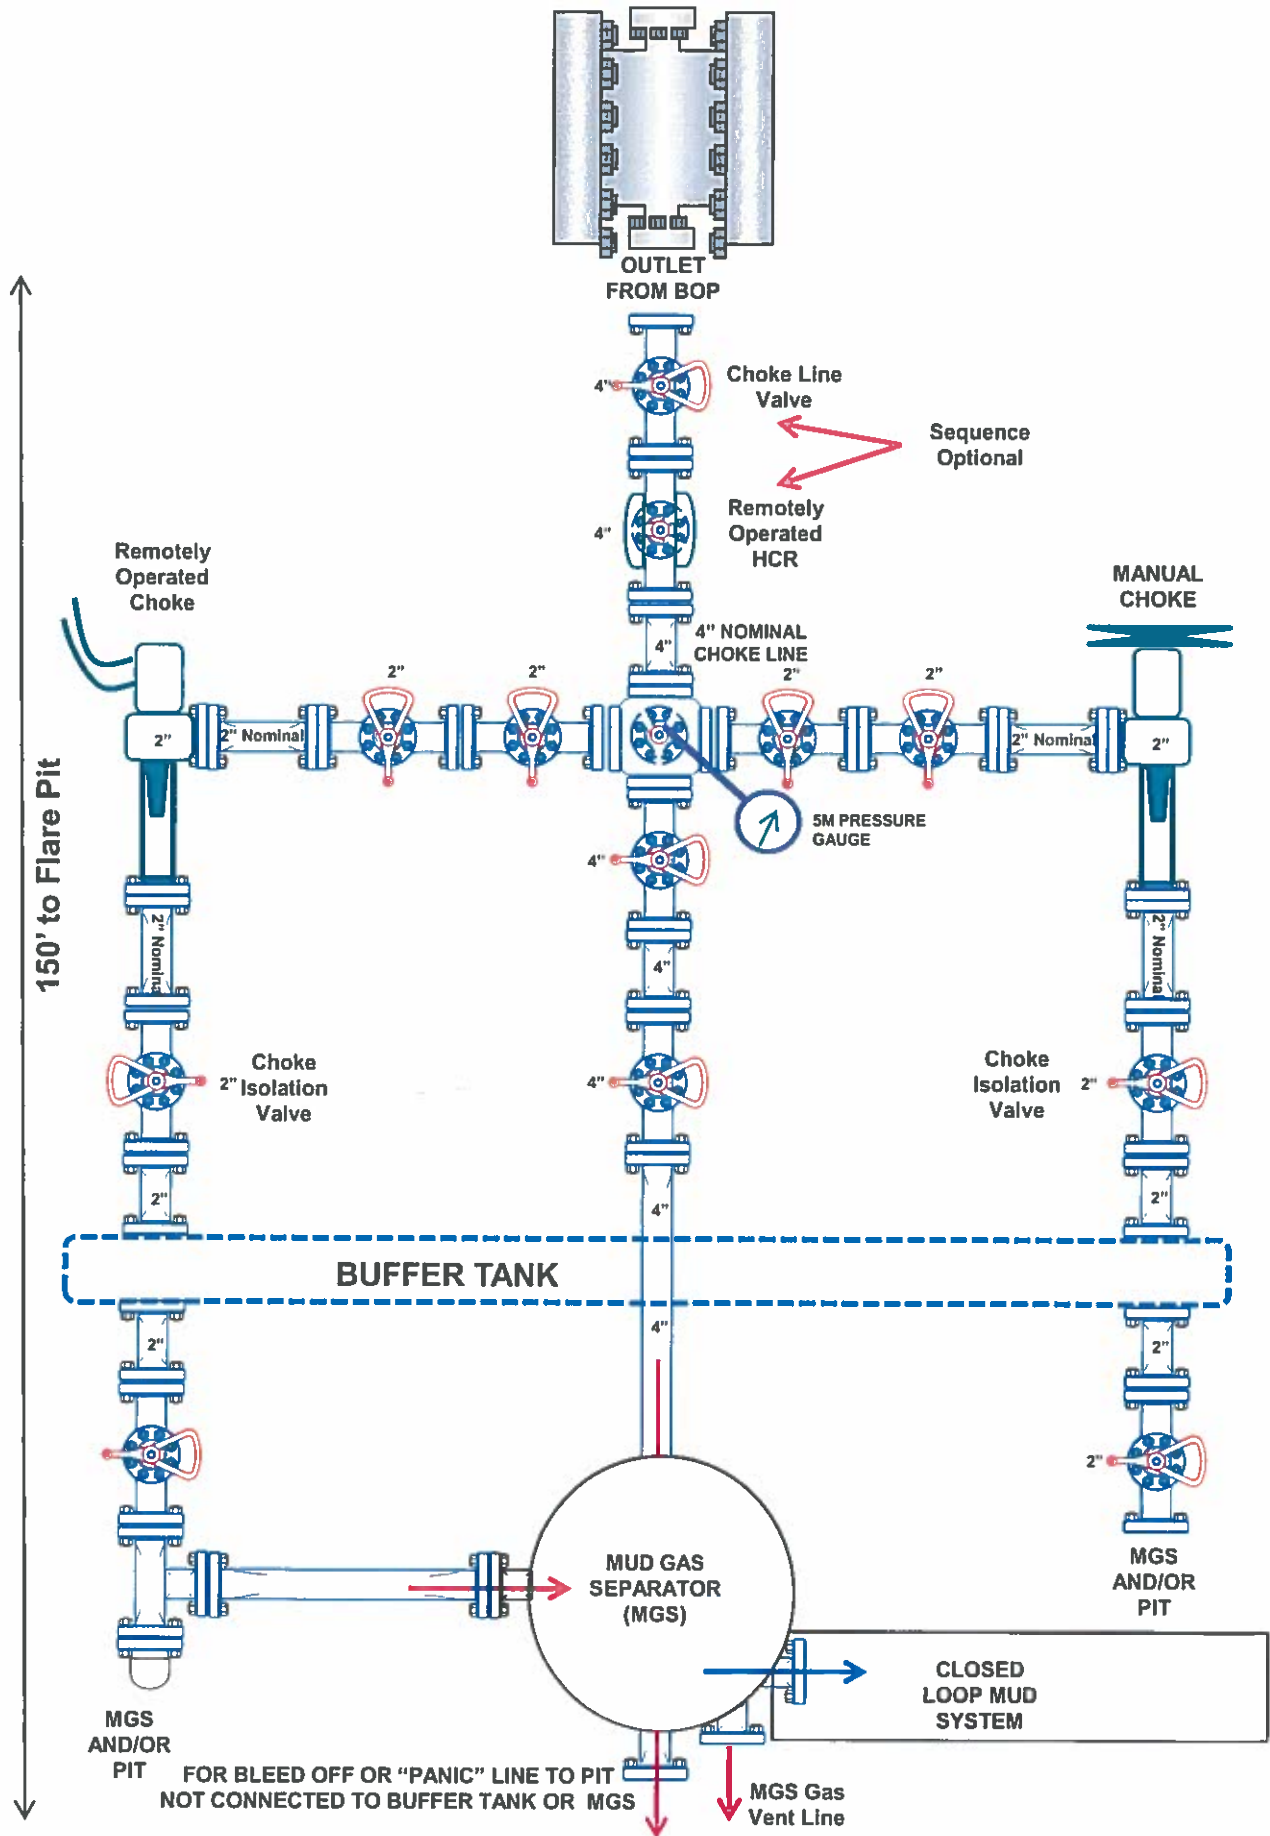 OUTLET
FROM BOP
4"
Choke Line
Valve
Sequence
Optional
4"
Remotely
Operated
HCR
Remotely
Operated
Choke
MANUAL
CHOKE
4"
4" NOMINAL
CHOKE LINE
2"
2"
2"
2"
2"
2" Nominal
2" Nominal
2"
5M PRESSURE
GAUGE
4"
150' to Flare Pit
2" Nominal
4"
2" Nominal
2"
Choke
Isolation
Valve
4"
Choke
Isolation
Valve
2"
2"
4"
2"
BUFFER TANK
2"
4"
2"
2"
MUD GAS
SEPARATOR
(MGS)
MGS
AND/OR
PIT
CLOSED
LOOP MUD
SYSTEM
MGS
AND/OR
PIT
FOR BLEED OFF OR "PANIC" LINE TO PIT
NOT CONNECTED TO BUFFER TANK OR MGS
MGS Gas
Vent Line